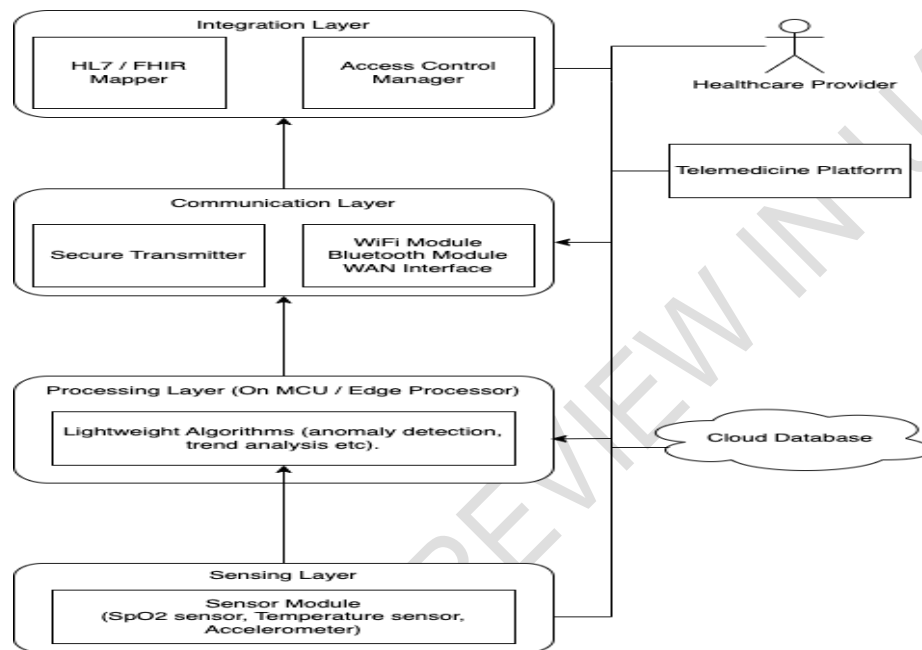 Integration Layer
HL7 / FHIR
Mapper
Access Control
Manager
Healthcare Provider
Telemedicine Platform
Communication Layer
Secure Transmitter
WiFi Module
Bluetooth Module
WAN Interface
Processing Layer (On MCU / Edge Processor)
Lightweight Algorithms (anomaly detection,
trend analysis etc).
Cloud Database
Sensing Layer
Sensor Module
(SpO2 sensor, Temperature sensor,
Accelerometer)
REVIEW IN